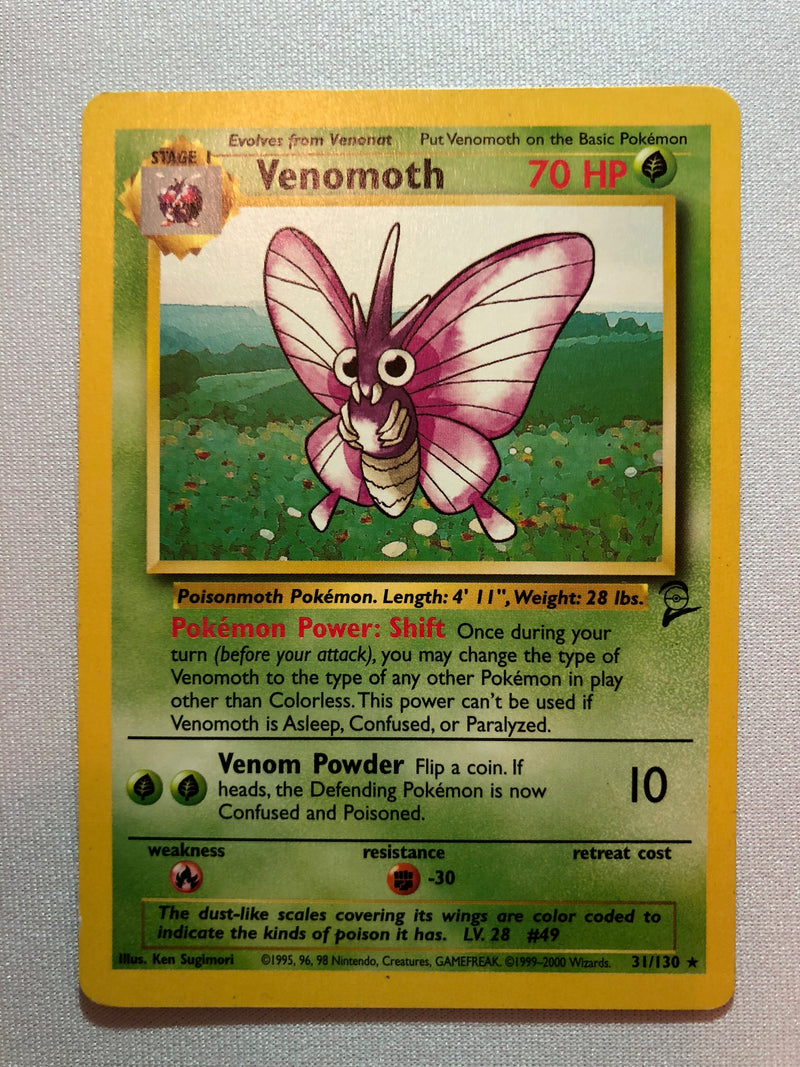 Evolves from Venonat Put Venomoth on the Basic Pokémon
STAGE 1
Venomoth 70 HP
Poisonmoth Pokémon. Length: 4' 11", Weight: 28 lbs.
Pokémon Power: Shift Once during your
turn (before your attack), you may change the type of
Venomoth to the type of any other Pokémon in play
other than Colorless. This power can't be used if
Venomoth is Asleep, Confused, or Paralyzed.
Venom Powder Flip a coin. If
heads, the Defending Pokémon is now
Confused and Poisoned.
10
weakness resistance retreat cost
-30
The dust-like scales covering its wings are color coded to
indicate the kinds of poison it has. LV. 28 #49
Illus. Ken Sugimori ©1995, 96, 98 Nintendo, Creatures, GAMEFREAK. ©1999-2000 Wizards. 31/130 ★